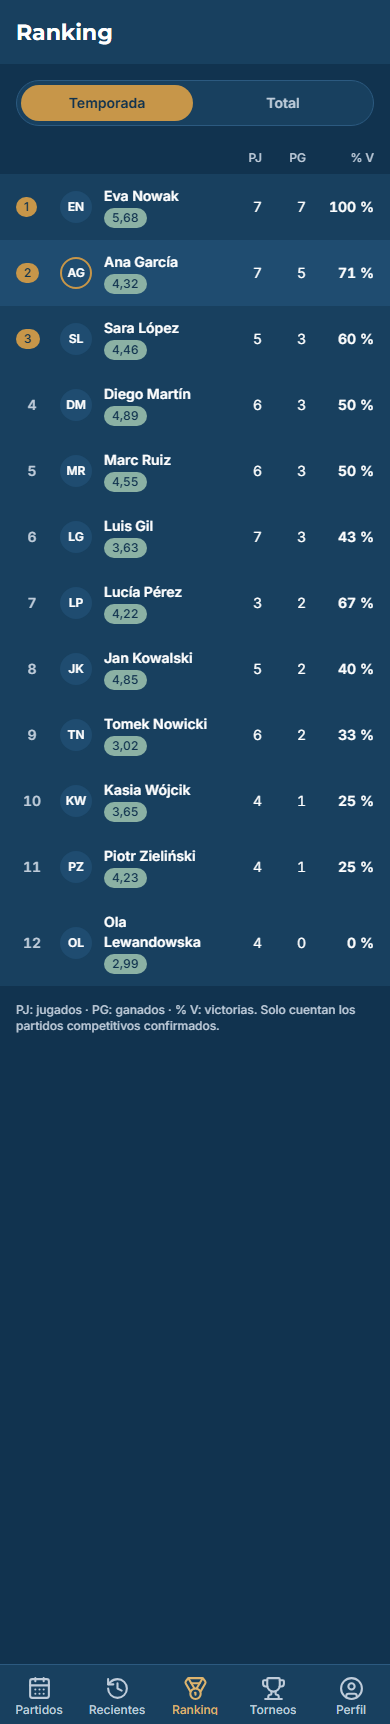 Ranking
Temporada Total
PJ PG % V
1 EN Eva Nowak 7 7 100 %
5,68
2 AG Ana García 7 5 71 %
4,32
3 SL Sara López 5 3 60 %
4,46
4 DM Diego Martín 6 3 50 %
4,89
5 MR Marc Ruiz 6 3 50 %
4,55
6 LG Luis Gil 7 3 43 %
3,63
7 LP Lucía Pérez 3 2 67 %
4,22
8 JK Jan Kowalski 5 2 40 %
4,85
9 TN Tomek Nowicki 6 2 33 %
3,02
10 KW Kasia Wójcik 4 1 25 %
3,65
11 PZ Piotr Zieliński 4 1 25 %
4,23
Ola
12 OL Lewandowska 4 0 0 %
2,99
PJ: jugados · PG: ganados · % V: victorias. Solo cuentan los
partidos competitivos confirmados.
Partidos Recientes Ranking Torneos Perfil